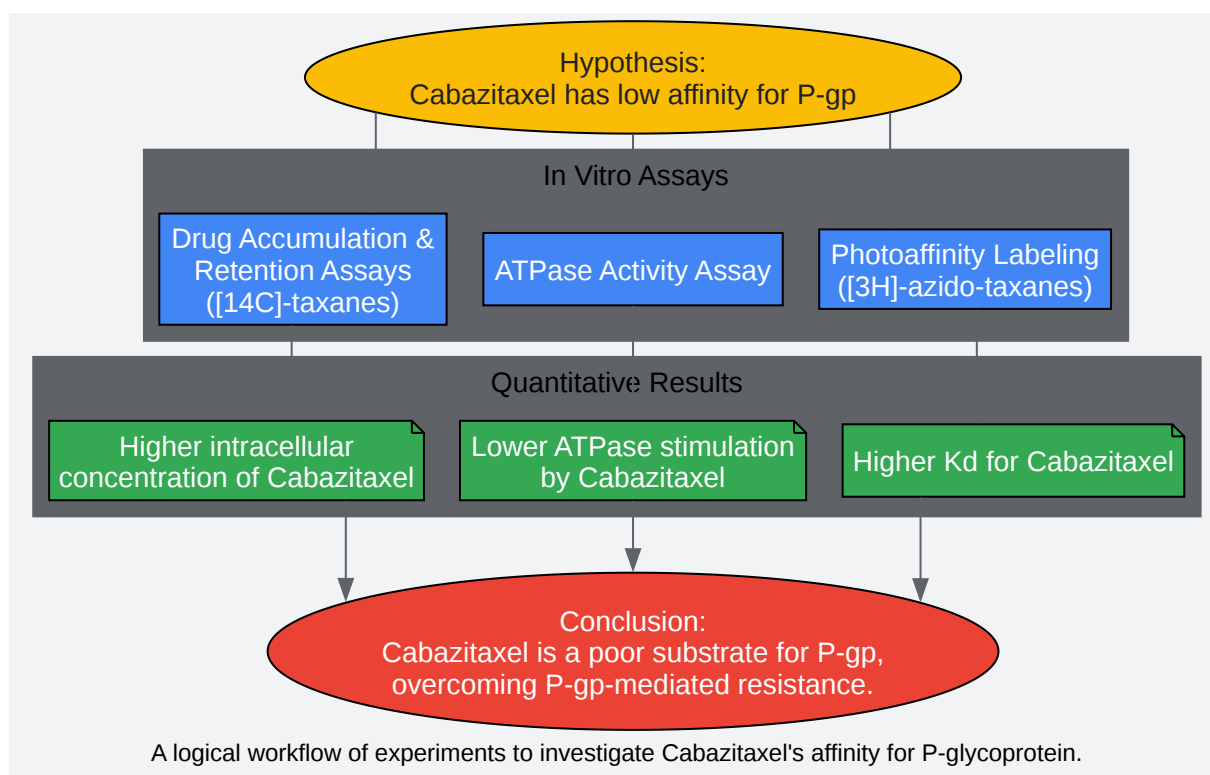 Hypothesis:
Cabazitaxel has low affinity for P-gp
In Vitro Assays
Drug Accumulation &
Retention Assays
([14C]-taxanes)
ATPase Activity Assay
Photoaffinity Labeling
([3H]-azido-taxanes)
Quantitative Results
Higher intracellular
concentration of Cabazitaxel
Lower ATPase stimulation
by Cabazitaxel
Higher Kd for Cabazitaxel
Conclusion:
Cabazitaxel is a poor substrate for P-gp,
overcoming P-gp-mediated resistance.
A logical workflow of experiments to investigate Cabazitaxel's affinity for P-glycoprotein.